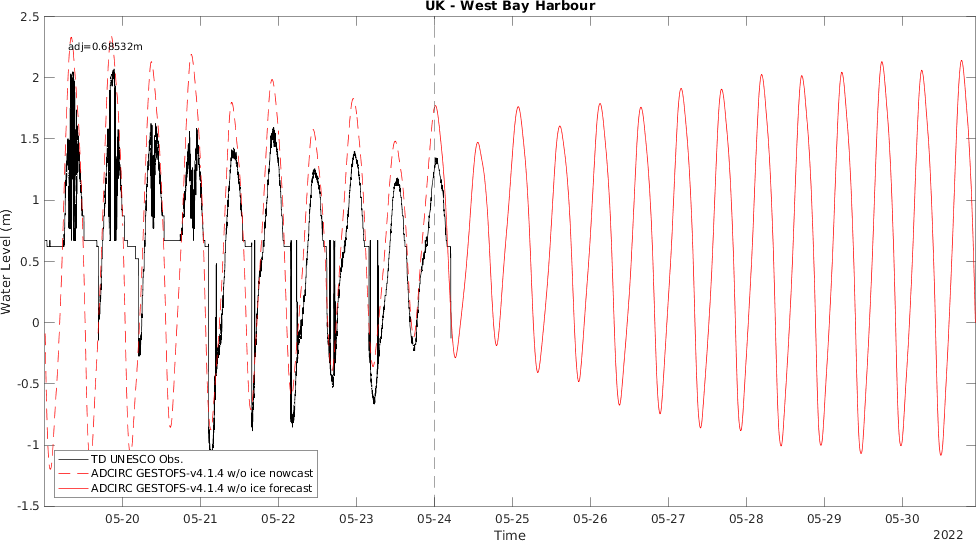 UK - West Bay Harbour
adj=0.68532m
2.5
2
1.5
1
0.5
0
-0.5
-1
-1.5
Water Level (m)
TD UNESCO Obs.
ADCIRC GESTOFS-v4.1.4 w/o ice nowcast
ADCIRC GESTOFS-v4.1.4 w/o ice forecast
05-20 05-21 05-22 05-23 05-24 05-25 05-26 05-27 05-28 05-29 05-30
Time
2022